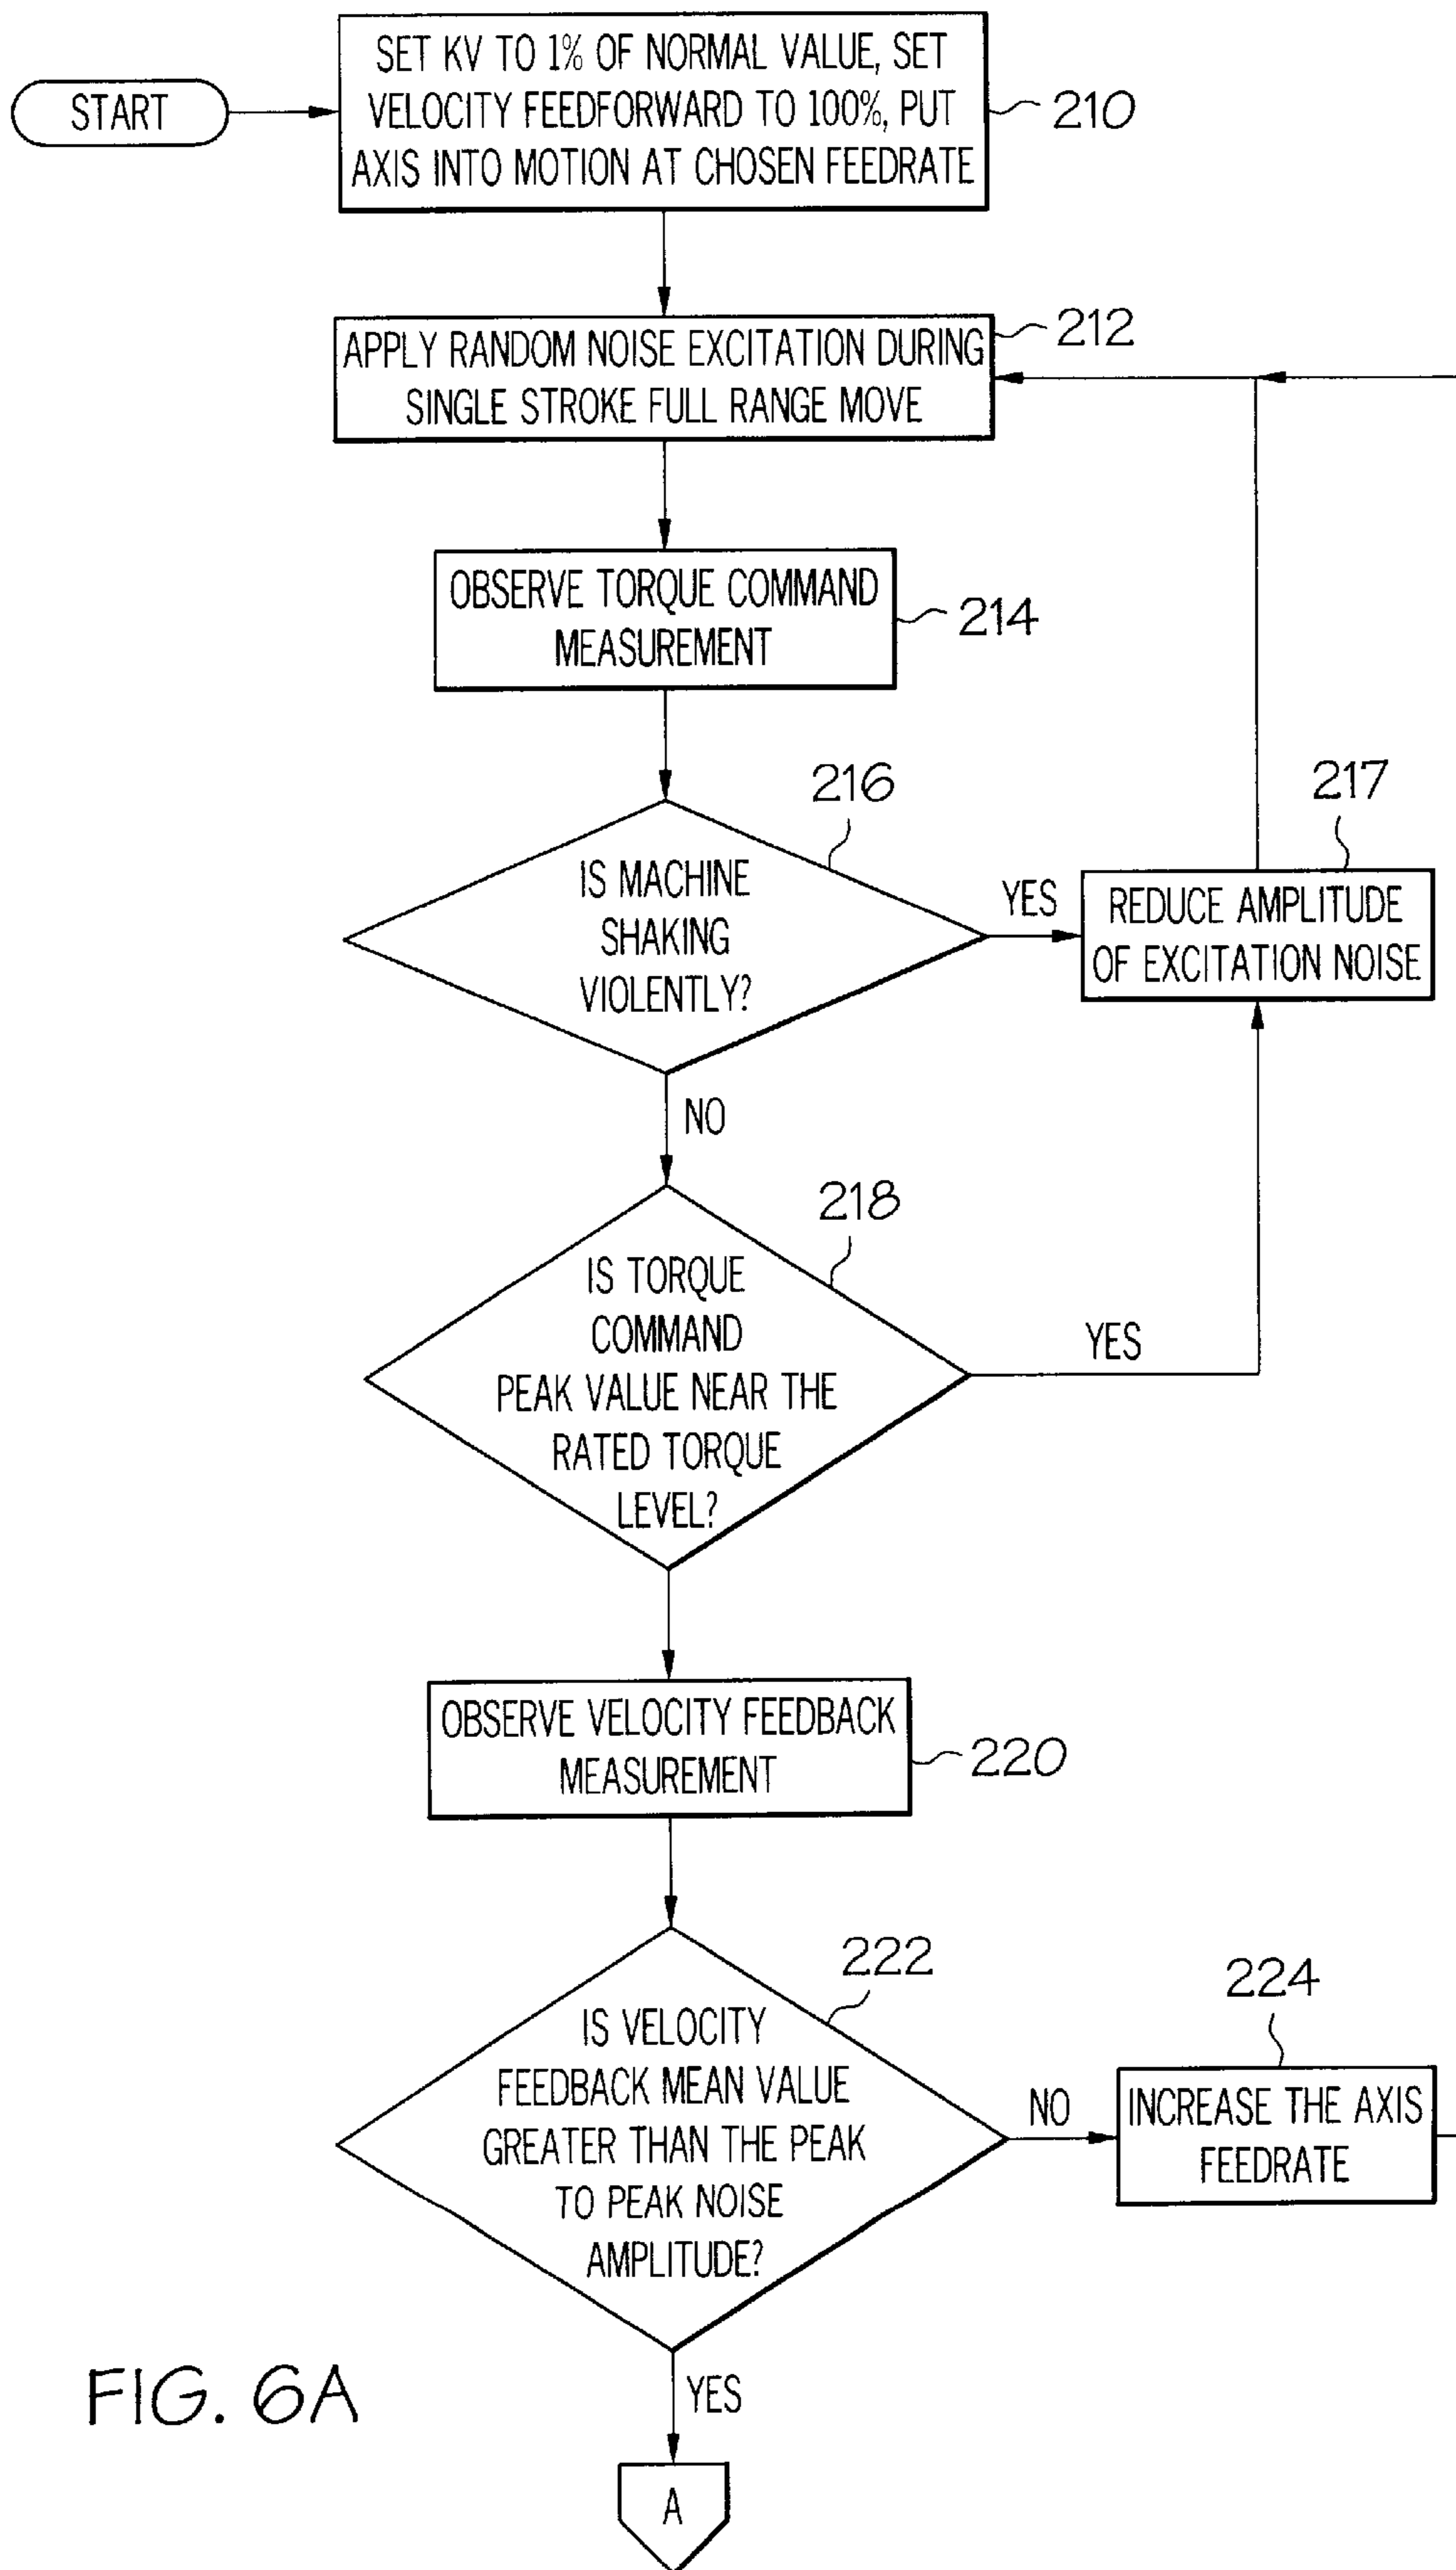 START
SET KV TO 1% OF NORMAL VALUE, SET
VELOCITY FEEDFORWARD TO 100%, PUT
AXIS INTO MOTION AT CHOSEN FEEDRATE
210
APPLY RANDOM NOISE EXCITATION DURING
SINGLE STROKE FULL RANGE MOVE
212
OBSERVE TORQUE COMMAND
MEASUREMENT
214
IS MACHINE
SHAKING
VIOLENTLY?
216
YES
REDUCE AMPLITUDE
OF EXCITATION NOISE
217
NO
IS TORQUE
COMMAND
PEAK VALUE NEAR THE
RATED TORQUE
LEVEL?
218
YES
OBSERVE VELOCITY FEEDBACK
MEASUREMENT
220
IS VELOCITY
FEEDBACK MEAN VALUE
GREATER THAN THE PEAK
TO PEAK NOISE
AMPLITUDE?
222
NO
INCREASE THE AXIS
FEEDRATE
224
YES
A
FIG. 6A